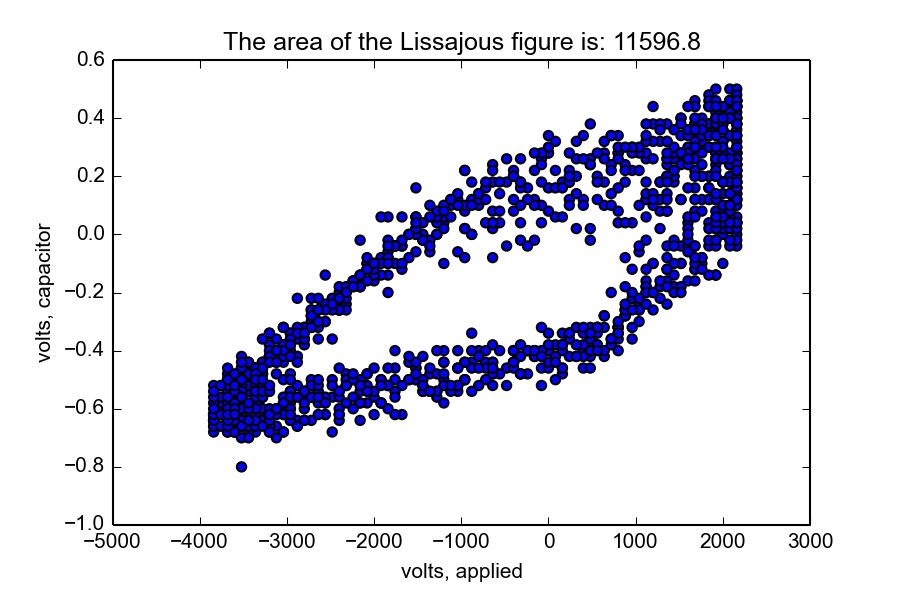 The area of the Lissajous figure is: 11596.8
0.6
0.4
0.2
0.0
−0.2
−0.4
−0.6
−0.8
−1.0
volts, capacitor
−5000 −4000 −3000 −2000 −1000 0 1000 2000 3000
volts, applied